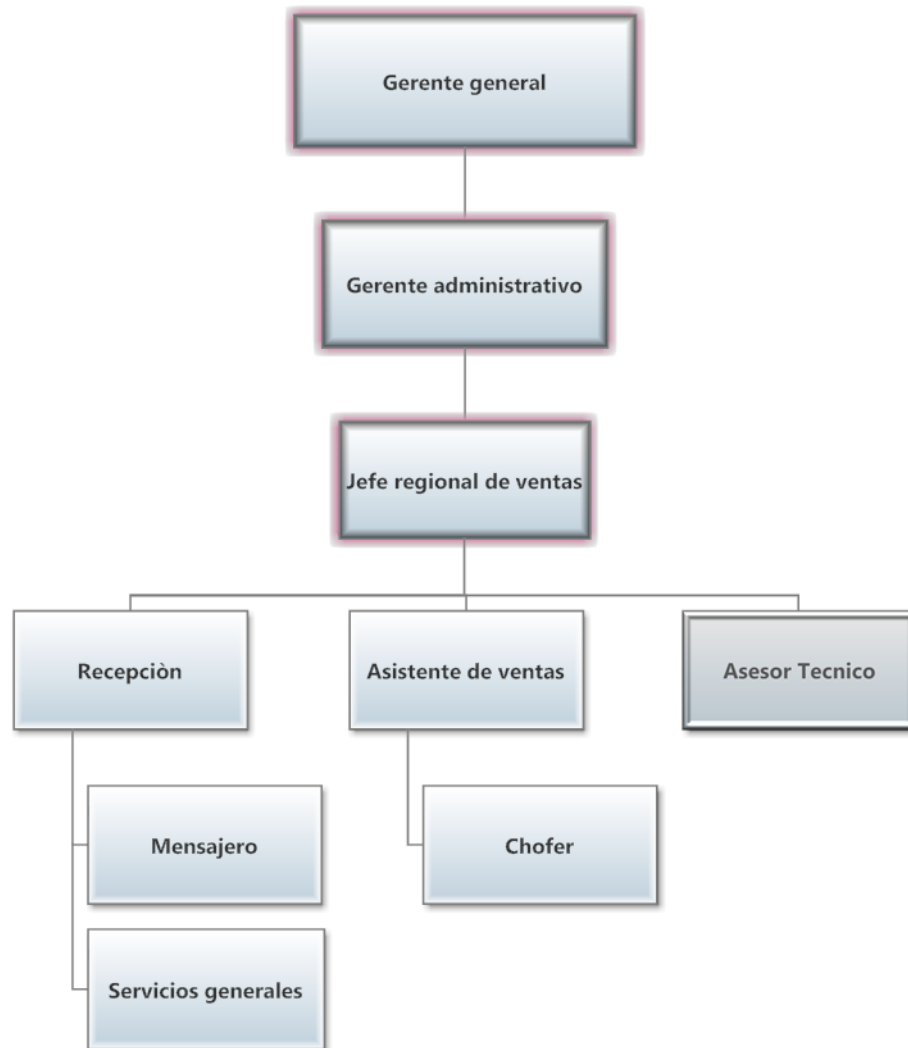 Gerente general
Gerente administrativo
Jefe regional de ventas
Recepciòn
Asistente de ventas
Asesor Tecnico
Mensajero
Chofer
Servicios generales